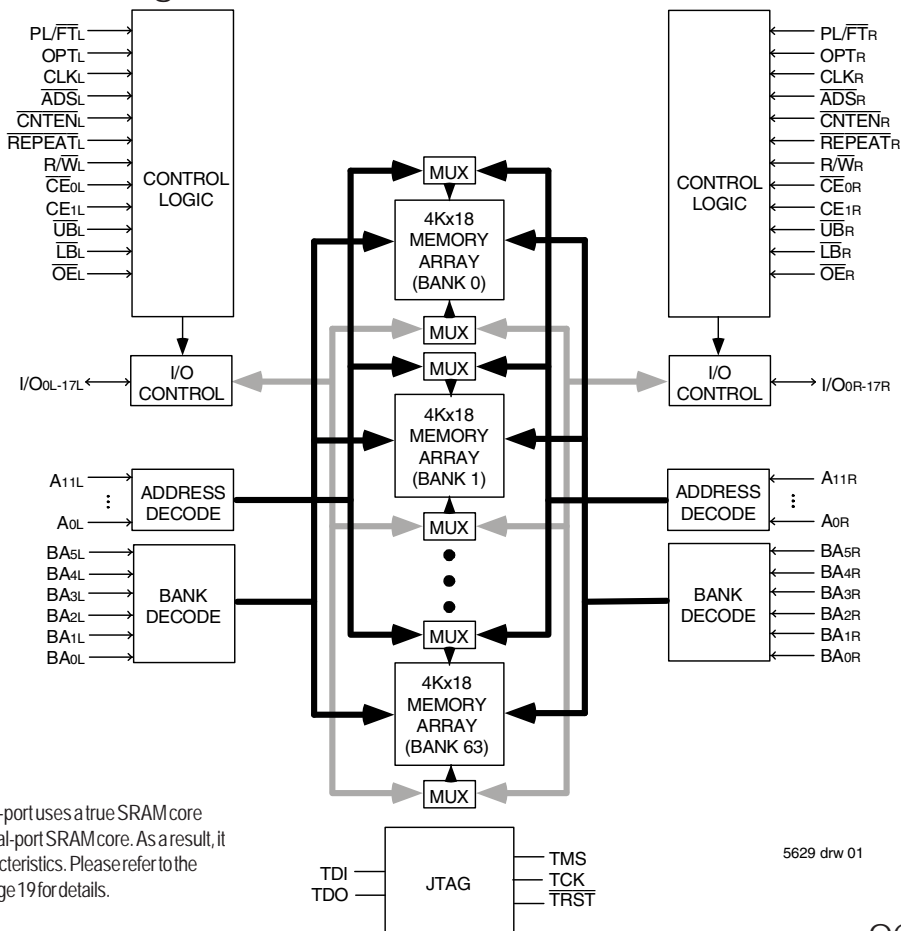 PL/FTL
OPTL
CLKL
ADSL
CNTENL
REPEATL
R/WL
CE0L
CE1L
UBL
LBL
OEL
CONTROL
LOGIC
I/O0L-17L
I/O
CONTROL
A11L
A0L
ADDRESS
DECODE
BA5L
BA4L
BA3L
BA2L
BA1L
BA0L
BANK
DECODE
MUX
4Kx18
MEMORY
ARRAY
(BANK 0)
MUX
MUX
4Kx18
MEMORY
ARRAY
(BANK 1)
MUX
MUX
4Kx18
MEMORY
ARRAY
(BANK 63)
MUX
PL/FTR
OPTR
CLKR
ADSR
CNTENR
REPEATR
R/WR
CE0R
CE1R
UBR
LBR
OER
CONTROL
LOGIC
I/O
CONTROL
I/O0R-17R
ADDRESS
DECODE
A11R
A0R
BANK
DECODE
BA5R
BA4R
BA3R
BA2R
BA1R
BA0R
-port uses a true SRAM core
al-port SRAM core. As a result, it
cteristics. Please refer to the
ge 19 for details.
TDI
TDO
JTAG
TMS
TCK
TRST
5629 drw 01